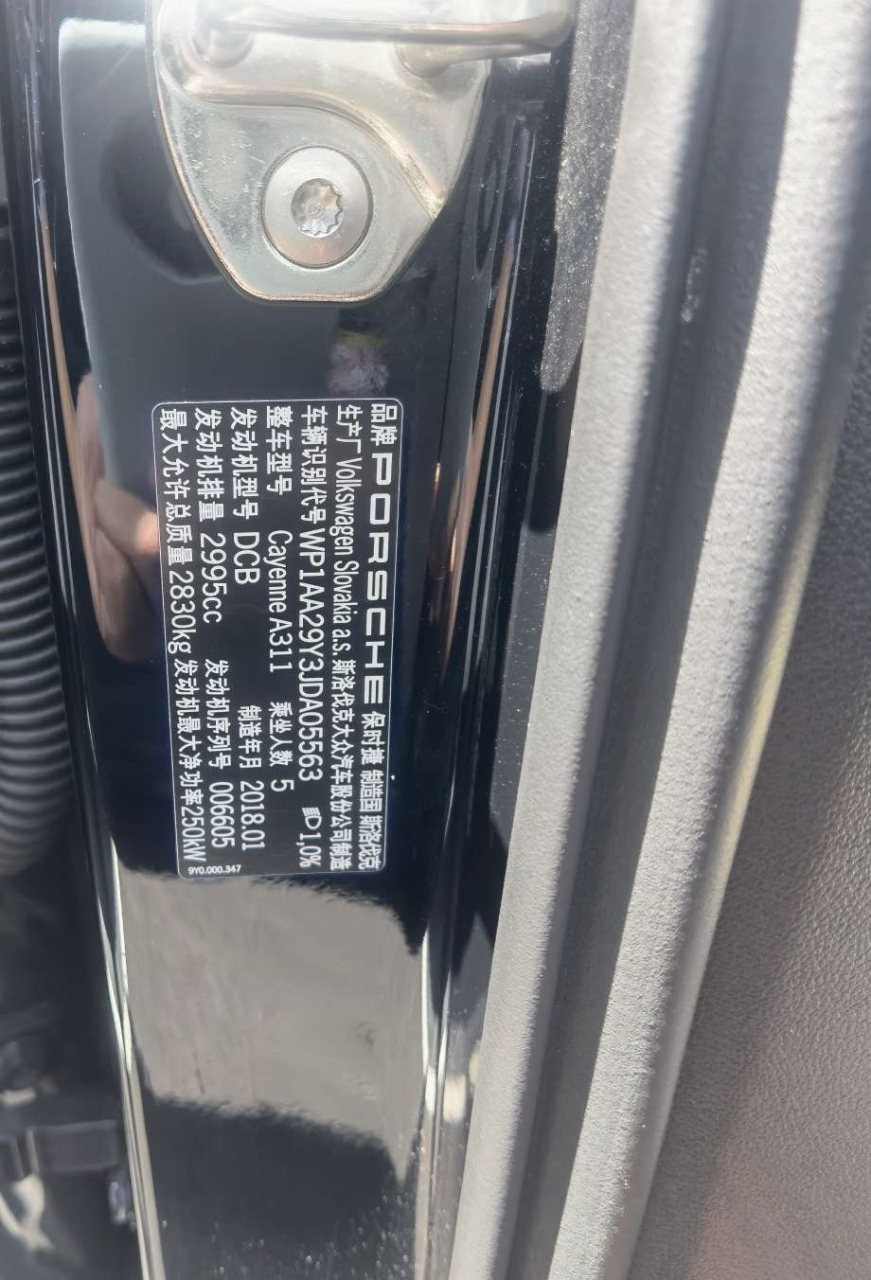 品牌 PORSCHE 保时捷 制造国 斯洛伐克
生产厂 Volkswagen Slovakia a.s. 斯洛伐克大众汽车股份公司制造
车辆识别代号 WP1AA29Y3JDA05563 1,0%
整车型号 Cayenne A311 乘坐人数 5
发动机型号 DCB 制造年月 2018.01
发动机排量 2995cc 发动机序列号 006605
最大允许总质量 2830kg 发动机最大净功率250kW
9Y0.000.347